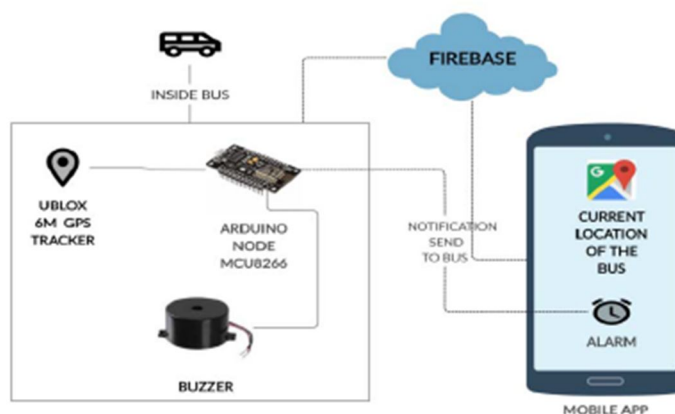 FIREBASE
INSIDE BUS
G
UBLOX
6M GPS
TRACKER
ARDUINO
NODE
MCU8266
NOTIFICATION
SEND
TO BUS
CURRENT
LOCATION
OF THE
BUS
ALARM
BUZZER
MOBILE APP